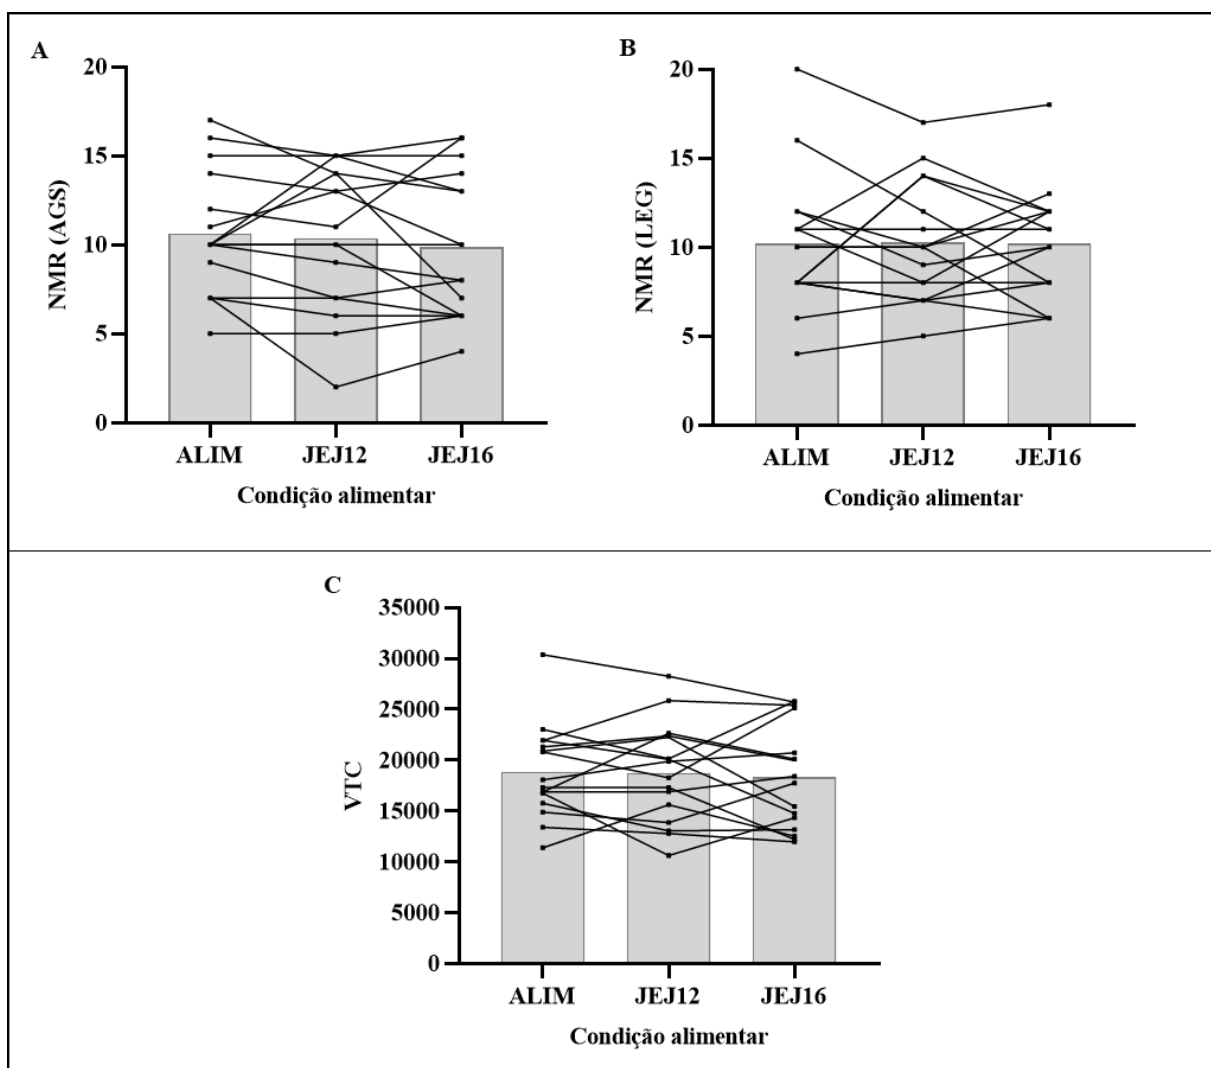 A
NMR (AGS)
20
15
10
5
0
ALIM JEJ12 JEJ16
Condição alimentar
B
NMR (LEG)
20
15
10
5
0
ALIM JEJ12 JEJ16
Condição alimentar
C
VTC
35000
30000
25000
20000
15000
10000
5000
0
ALIM JEJ12 JEJ16
Condição alimentar